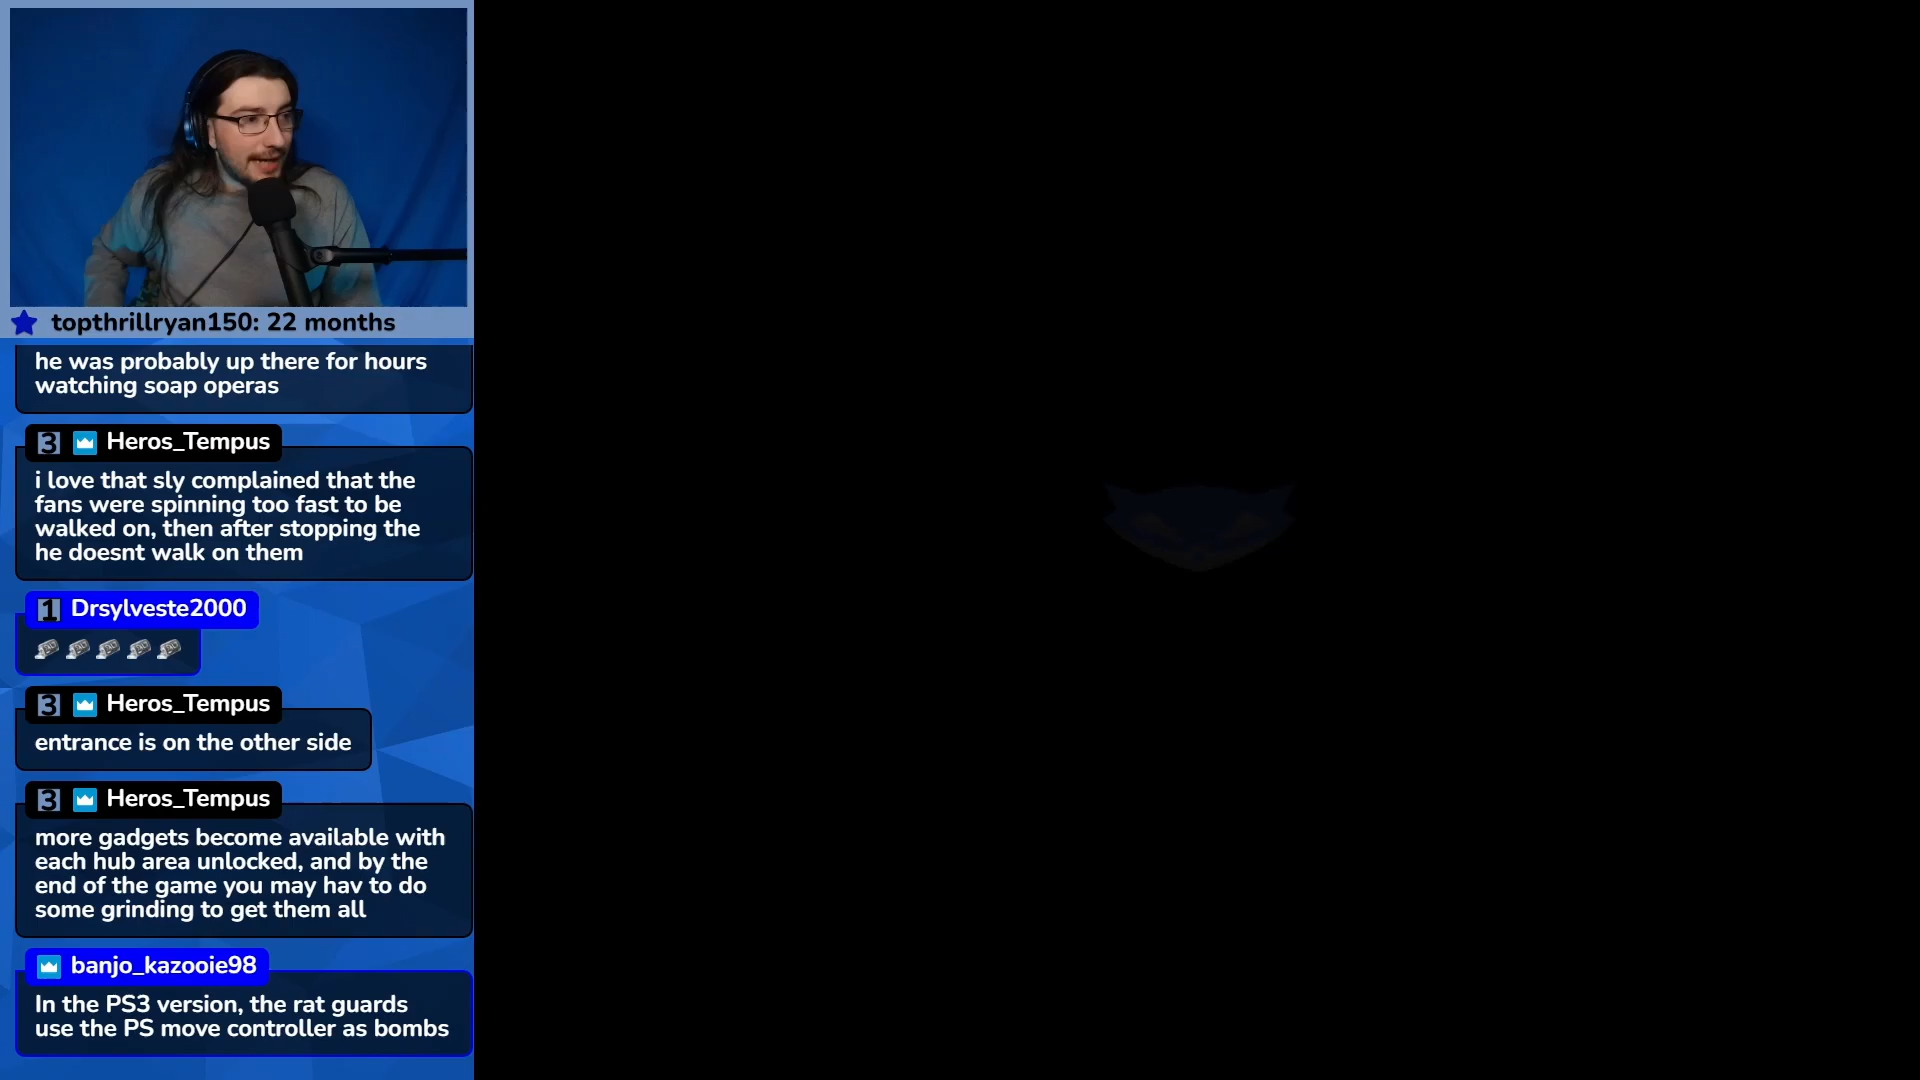 topthrillryan150: 22 months
he was probably up there for hours
watching soap operas
3 Heros_Tempus
i love that sly complained that the
fans were spinning too fast to be
walked on, then after stopping the
he doesnt walk on them
1 Drsylveste2000
3 Heros_Tempus
entrance is on the other side
3 Heros_Tempus
more gadgets become available with
each hub area unlocked, and by the
end of the game you may hav to do
some grinding to get them all
banjo_kazooie98
In the PS3 version, the rat guards
use the PS move controller as bombs